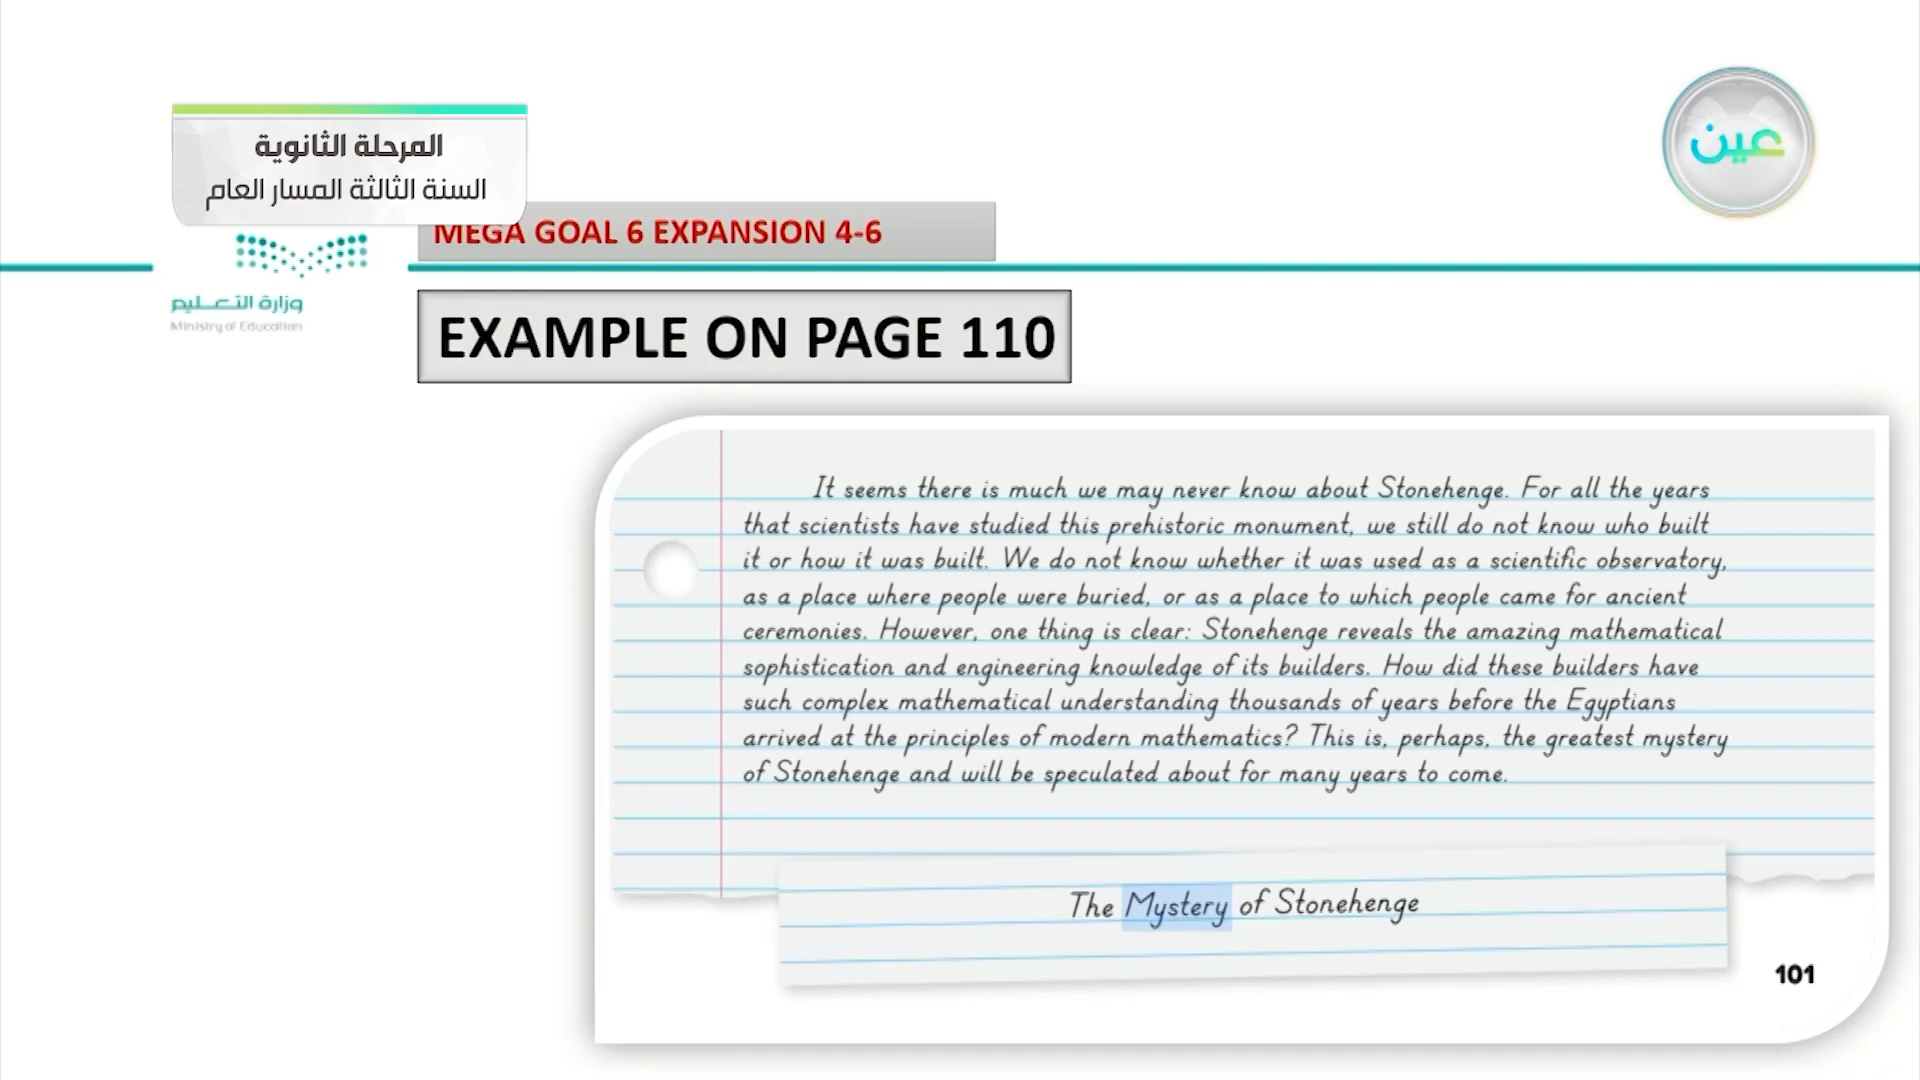 المرحلة الثانوية
السنة الثالثة المسار العام
عين
MEGA GOAL 6 EXPANSION 4-6
وزارة التعليم
Ministry of Education
EXAMPLE ON PAGE 110
It seems there is much we may never know about Stonehenge. For all the years
that scientists have studied this prehistoric monument, we still do not know who built
it or how it was built. We do not know whether it was used as a scientific observatory,
as a place where people were buried, or as a place to which people came for ancient
ceremonies. However, one thing is clear: Stonehenge reveals the amazing mathematical
sophistication and engineering knowledge of its builders. How did these builders have
such complex mathematical understanding thousands of years before the Egyptians
arrived at the principles of modern mathematics? This is, perhaps, the greatest mystery
of Stonehenge and will be speculated about for many years to come.
The Mystery of Stonehenge
101